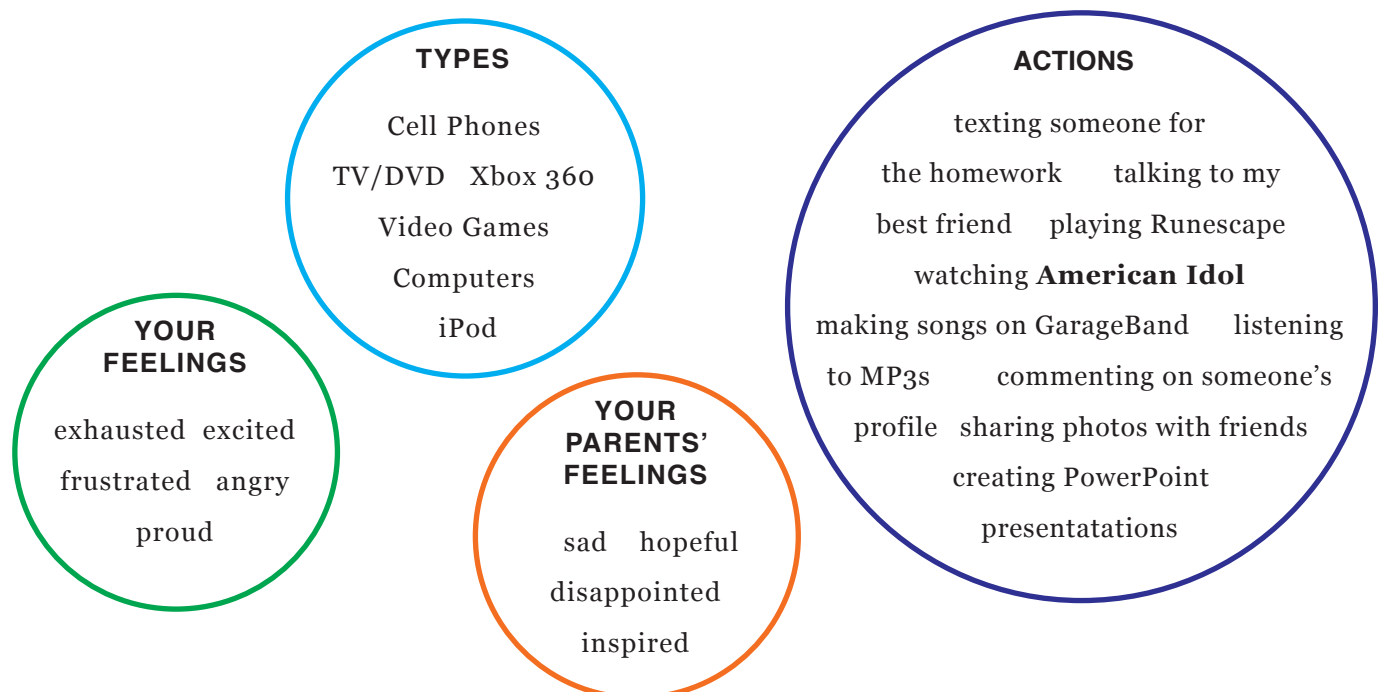 TYPES
Cell Phones
TV/DVD Xbox 360
Video Games
Computers
iPod
ACTIONS
texting someone for
the homework talking to my
best friend playing Runescape
watching American Idol
making songs on GarageBand listening
to MP3s commenting on someone’s
profile sharing photos with friends
creating PowerPoint
presentatations
YOUR
FEELINGS
exhausted excited
frustrated angry
proud
YOUR
PARENTS’
FEELINGS
sad hopeful
disappointed
inspired